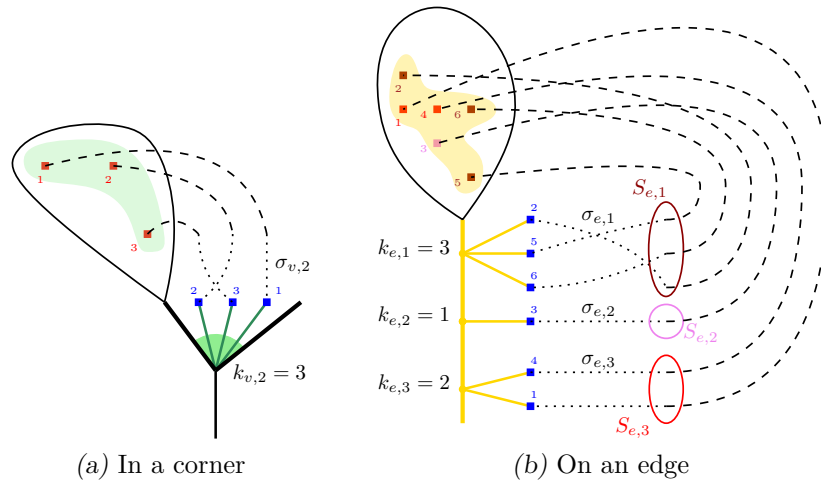 1
2
3
σ_{v,2}
2 3 1
k_{v,2} = 3
(a) In a corner
2
1
4
6
3
5
S_{e,1}
k_{e,1} = 3
2
5
6
σ_{e,1}
k_{e,2} = 1
3
σ_{e,2}
S_{e,2}
k_{e,3} = 2
4
1
σ_{e,3}
S_{e,3}
(b) On an edge